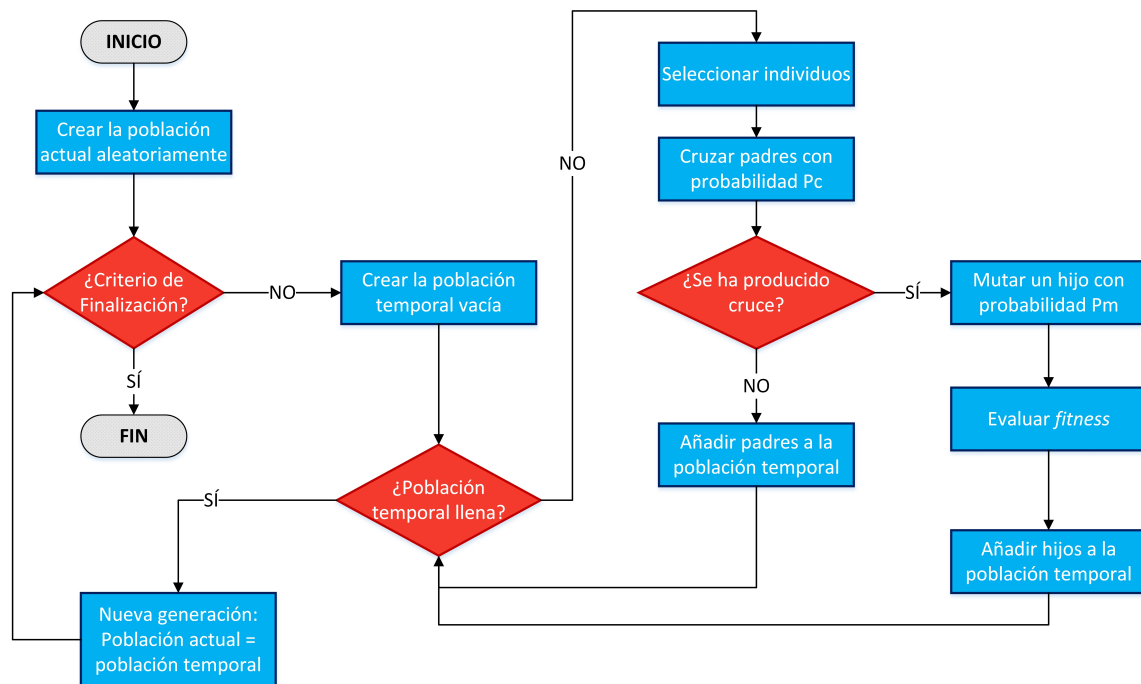 INICIO
Crear la población
actual aleatoriamente
¿Criterio de
Finalización?
NO
Crear la población
temporal vacía
SÍ
FIN
¿Población
temporal llena?
SÍ
Nueva generación:
Población actual =
población temporal
NO
Seleccionar individuos
Cruzar padres con
probabilidad Pc
¿Se ha producido
cruce?
SÍ
Mutar un hijo con
probabilidad Pm
NO
Evaluar fitness
Añadir padres a la
población temporal
Añadir hijos a la
población temporal